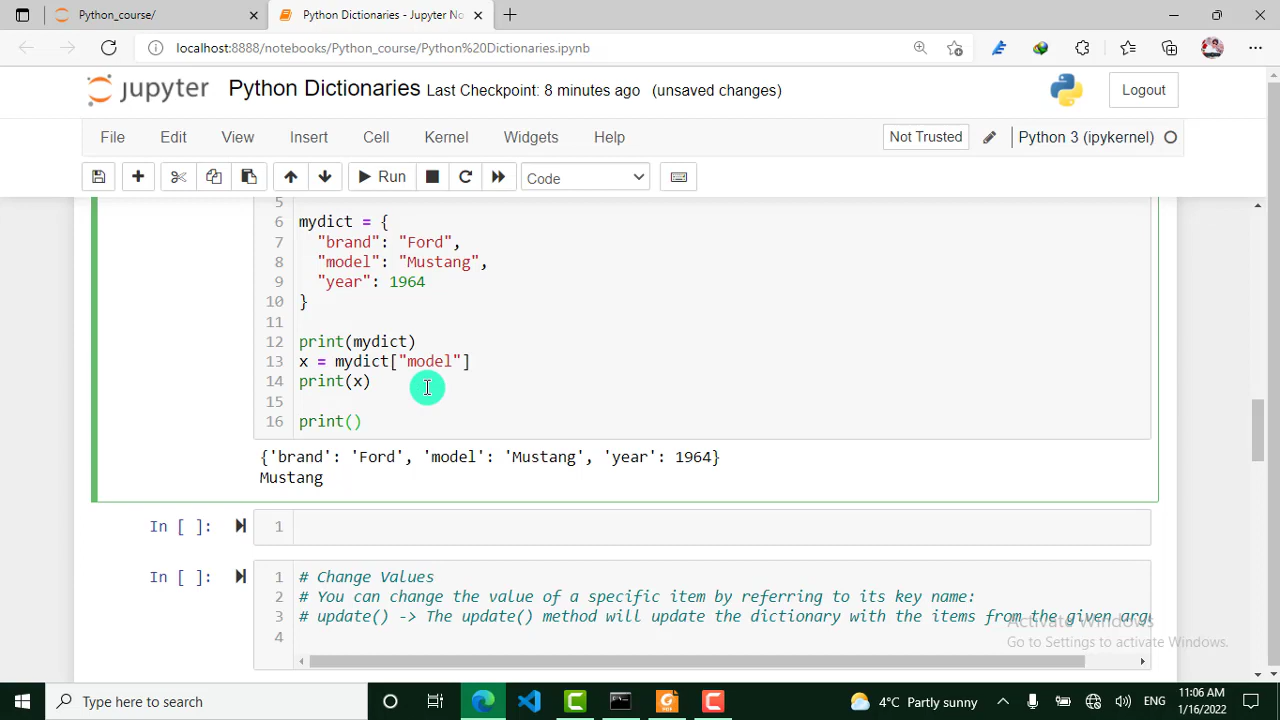 Python_course/
Python Dictionaries - Jupyter No
localhost:8888/notebooks/Python_course/Python%20Dictionaries.ipynb
jupyter Python Dictionaries Last Checkpoint: 8 minutes ago (unsaved changes)
Logout
File Edit View Insert Cell Kernel Widgets Help
Not Trusted
Python 3 (ipykernel)
Run
Code
5
6 mydict = {
7 "brand": "Ford",
8 "model": "Mustang",
9 "year": 1964
10 }
11
12 print(mydict)
13 x = mydict["model"]
14 print(x)
15
16 print()
{'brand': 'Ford', 'model': 'Mustang', 'year': 1964}
Mustang
In [ ]: 1
In [ ]: 1 # Change Values
2 # You can change the value of a specific item by referring to its key name:
3 # update() -> The update() method will update the dictionary with the items from the given argu
4
Activate Windows
Go to Settings to activate Windows.
Type here to search
4°C Partly sunny
ENG
11:06 AM
1/16/2022